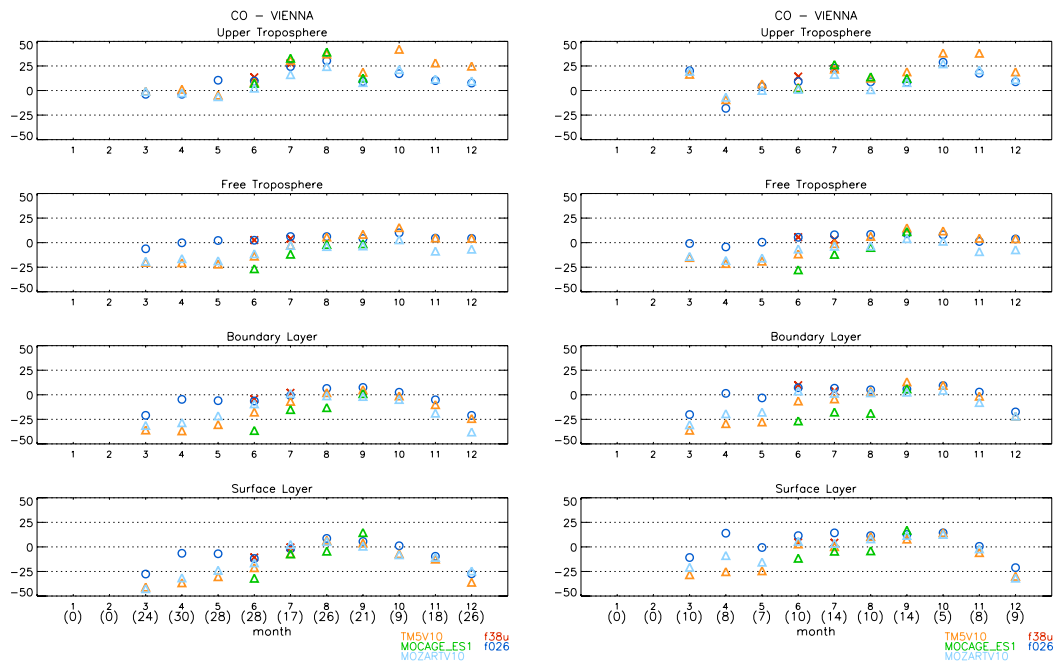 CO – VIENNA
Upper Troposphere
50
25
0
−25
−50
1 2 3 4 5 6 7 8 9 10 11 12
Free Troposphere
50
25
0
−25
−50
1 2 3 4 5 6 7 8 9 10 11 12
Boundary Layer
50
25
0
−25
−50
1 2 3 4 5 6 7 8 9 10 11 12
Surface Layer
50
25
0
−25
−50
1 2 3 4 5 6 7 8 9 10 11 12
(0) (0) (24) (30) (28) (28) (17) (26) (21) (9) (18) (26)
month
TM5V10 f38u
MOCAGE_ES1 f026
MOZARTV10
CO – VIENNA
Upper Troposphere
50
25
0
−25
−50
1 2 3 4 5 6 7 8 9 10 11 12
Free Troposphere
50
25
0
−25
−50
1 2 3 4 5 6 7 8 9 10 11 12
Boundary Layer
50
25
0
−25
−50
1 2 3 4 5 6 7 8 9 10 11 12
Surface Layer
50
25
0
−25
−50
1 2 3 4 5 6 7 8 9 10 11 12
(0) (0) (10) (8) (7) (10) (14) (10) (14) (5) (7) (9)
month
TM5V10 f38u
MOCAGE_ES1 f026
MOZARTV10